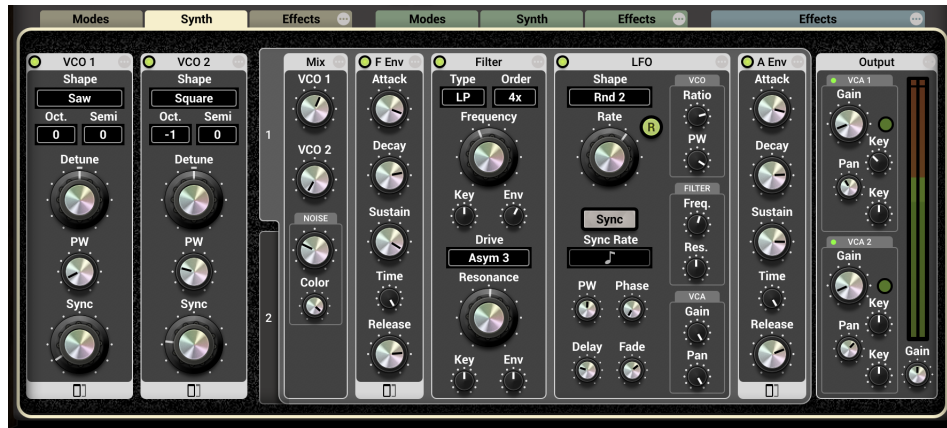 Modes Synth Effects Modes Synth Effects Effects
VCO 1
Shape
Saw
Oct. Semi
0 0
Detune
PW
Sync
VCO 2
Shape
Square
Oct. Semi
-1 0
Detune
PW
Sync
1
2
Mix
VCO 1
VCO 2
NOISE
Color
F Env
Attack
Decay
Sustain
Time
Release
Filter
Type Order
LP 4x
Frequency
Key Env
Drive
Asym 3
Resonance
Key Env
LFO
Shape
Rnd 2
Rate
R
Sync
Sync Rate
PW Phase
Delay Fade
VCO
Ratio
PW
FILTER
Freq.
Res.
VCA
Gain
Pan
A Env
Attack
Decay
Sustain
Time
Release
Output
VCA 1
Gain
Key
Pan
Key
VCA 2
Gain
Key
Pan
Key
Gain